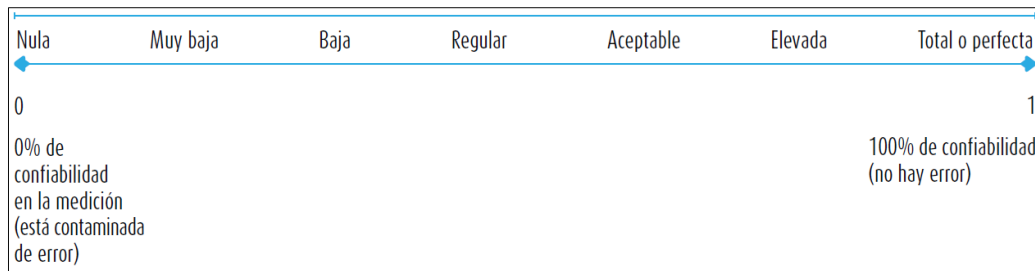 Nula Muy baja Baja Regular Aceptable Elevada Total o perfecta
0 1
0% de
confiabilidad
en la medición
(está contaminada
de error)
100% de confiabilidad
(no hay error)